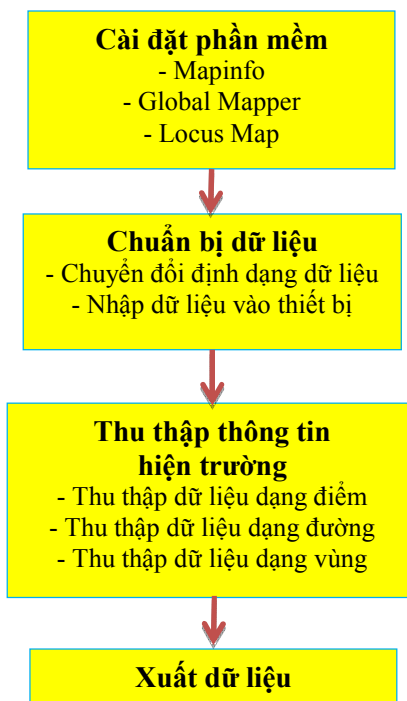 Cài đặt phần mềm
- Mapinfo
- Global Mapper
- Locus Map
Chuẩn bị dữ liệu
- Chuyển đổi định dạng dữ liệu
- Nhập dữ liệu vào thiết bị
Thu thập thông tin
hiện trường
- Thu thập dữ liệu dạng điểm
- Thu thập dữ liệu dạng đường
- Thu thập dữ liệu dạng vùng
Xuất dữ liệu